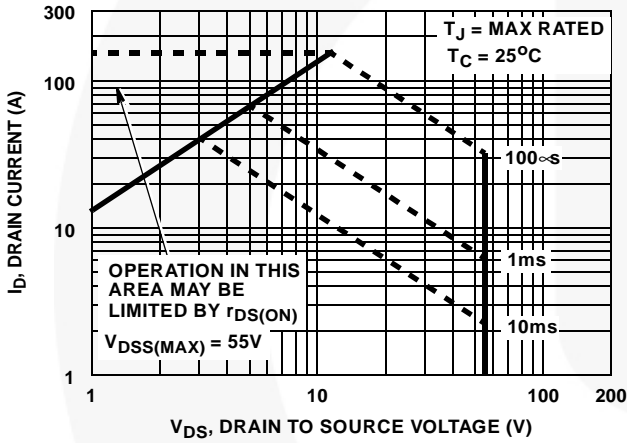 300
T_J = MAX RATED
T_C = 25°C
100
I_D, DRAIN CURRENT (A)
100∝s
10
OPERATION IN THIS
AREA MAY BE
LIMITED BY r_DS(ON)
V_DSS(MAX) = 55V
1ms
10ms
1
1
10
100
200
V_DS, DRAIN TO SOURCE VOLTAGE (V)